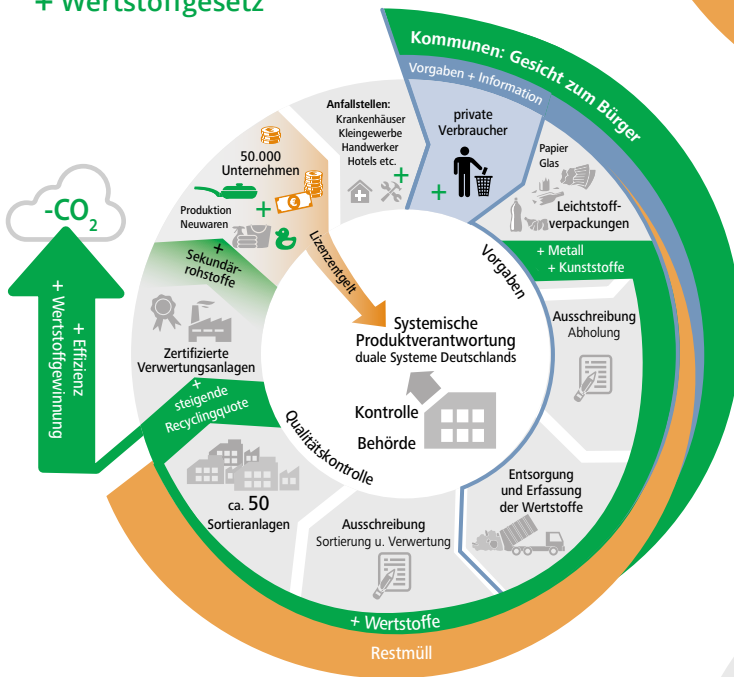 + Wertstoffgesetz
Kommunen: Gesicht zum Bürger
Vorgaben + Information
Anfallstellen:
Krankenhäuser
Kleingewerbe
Handwerker
Hotels etc.
+
private
Verbraucher
+
Papier
Glas
Leichtstoff-
verpackungen
+ Metall
+ Kunststoffe
Vorgaben
Ausschreibung
Abholung
Entsorgung
und Erfassung
der Wertstoffe
Ausschreibung
Sortierung u. Verwertung
+ Wertstoffe
Restmüll
ca. 50
Sortieranlagen
Qualitätskontrolle
+
steigende
Recyclingquote
Zertifizierte
Verwertungsanlagen
+
Sekundär-
rohstoffe
50.000
Unternehmen
+
Produktion
Neuwaren
Lizenzentgelt
Systemische
Produktverantwortung
duale Systeme Deutschlands
Kontrolle
Behörde
-CO2
+ Effizienz
+ Wertstoffgewinnung